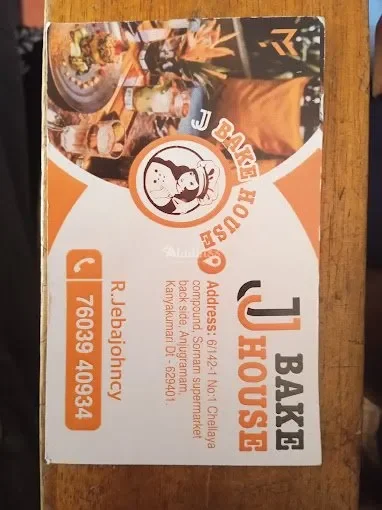 J BAKE HOUSE
J BAKE
HOUSE
Address: 6/142-1 No:1 Chellaya
compound, Sornam supermarket
back side, Anjugramam,
Kanyakumari Dt - 629401.
R.Jebajohncy
76039 40934